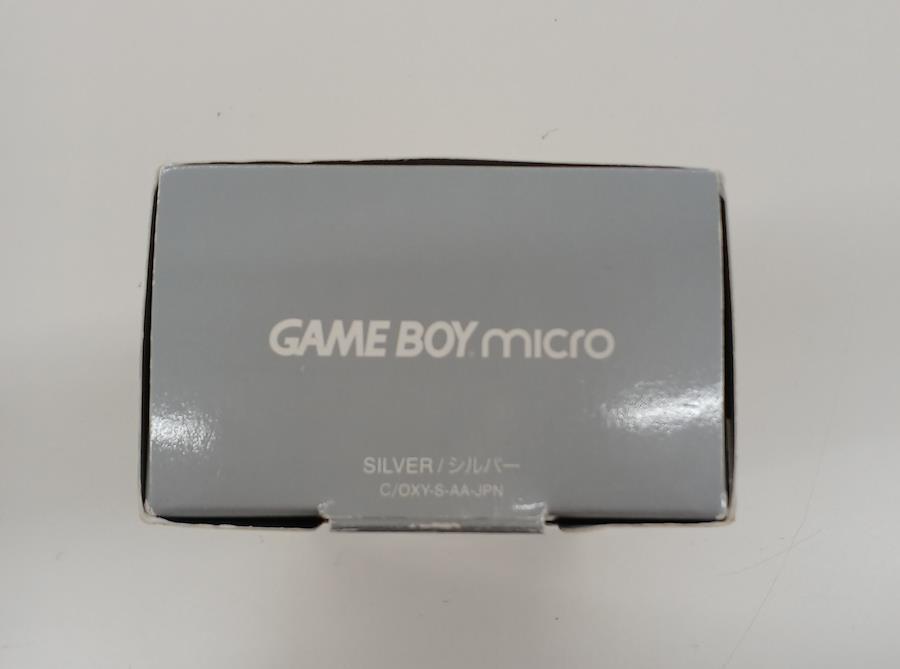 GAME BOY micro
SILVER/シルバー
C/OXY-S-AA-JPN